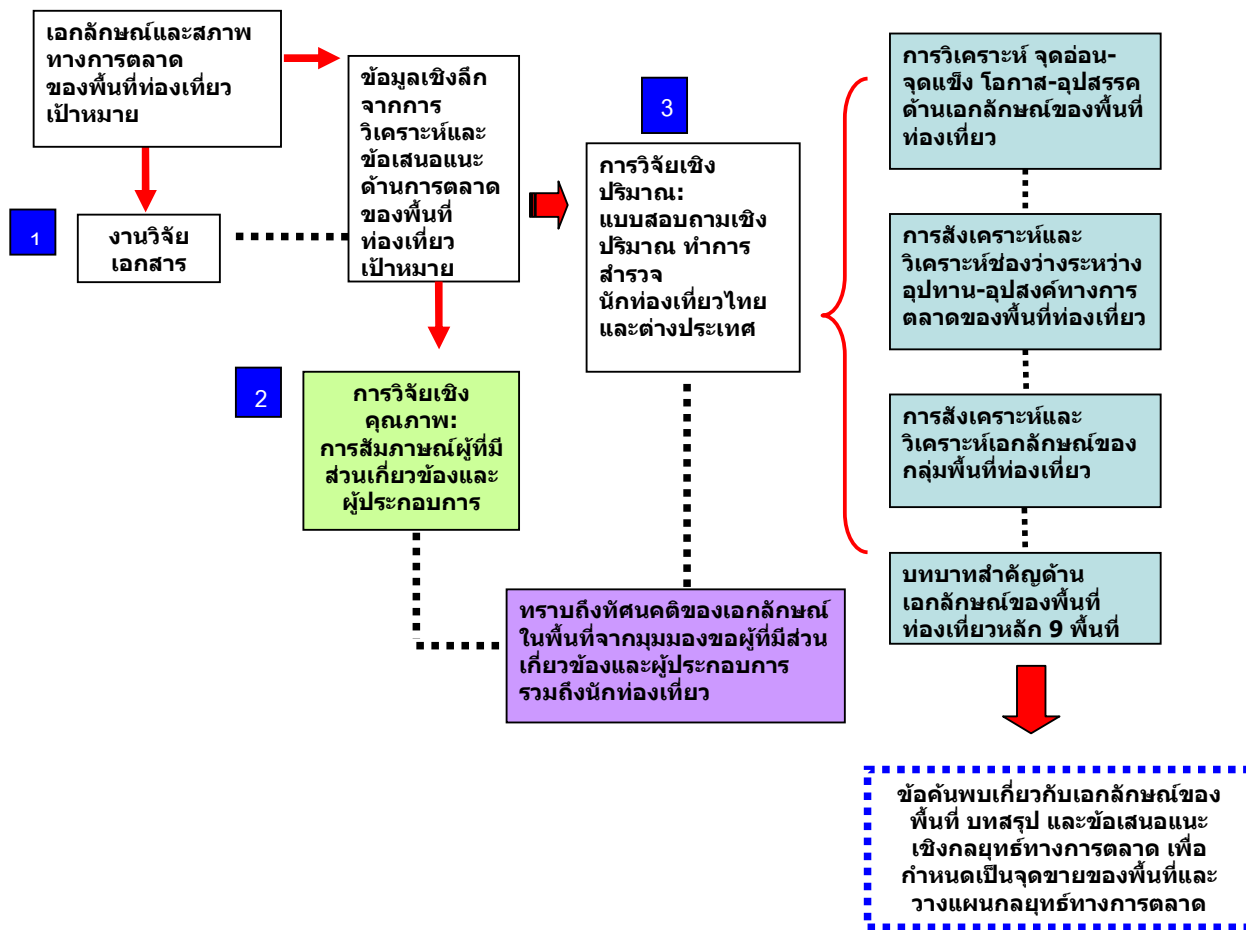 เอกลักษณ์และสภาพ
ทางการตลาด
ของพื้นที่ท่องเที่ยว
เป้าหมาย
1
งานวิจัย
เอกสาร
ข้อมูลเชิงลึก
จากการ
วิเคราะห์และ
ข้อเสนอแนะ
ด้านการตลาด
ของพื้นที่
ท่องเที่ยว
เป้าหมาย
2
การวิจัยเชิง
คุณภาพ:
การสัมภาษณ์ผู้ที่มี
ส่วนเกี่ยวข้องและ
ผู้ประกอบการ
3
การวิจัยเชิง
ปริมาณ:
แบบสอบถามเชิง
ปริมาณ ทำการ
สำรวจ
นักท่องเที่ยวไทย
และต่างประเทศ
ทราบถึงทัศนคติของเอกลักษณ์
ในพื้นที่จากมุมมองขอผู้ที่มีส่วน
เกี่ยวข้องและผู้ประกอบการ
รวมถึงนักท่องเที่ยว
การวิเคราะห์ จุดอ่อน-
จุดแข็ง โอกาส-อุปสรรค
ด้านเอกลักษณ์ของพื้นที่
ท่องเที่ยว
การสังเคราะห์และ
วิเคราะห์ช่องว่างระหว่าง
อุปทาน-อุปสงค์ทางการ
ตลาดของพื้นที่ท่องเที่ยว
การสังเคราะห์และ
วิเคราะห์เอกลักษณ์ของ
กลุ่มพื้นที่ท่องเที่ยว
บทบาทสำคัญด้าน
เอกลักษณ์ของพื้นที่
ท่องเที่ยวหลัก 9 พื้นที่
ข้อค้นพบเกี่ยวกับเอกลักษณ์ของ
พื้นที่ บทสรุป และข้อเสนอแนะ
เชิงกลยุทธ์ทางการตลาด เพื่อ
กำหนดเป็นจุดขายของพื้นที่และ
วางแผนกลยุทธ์ทางการตลาด